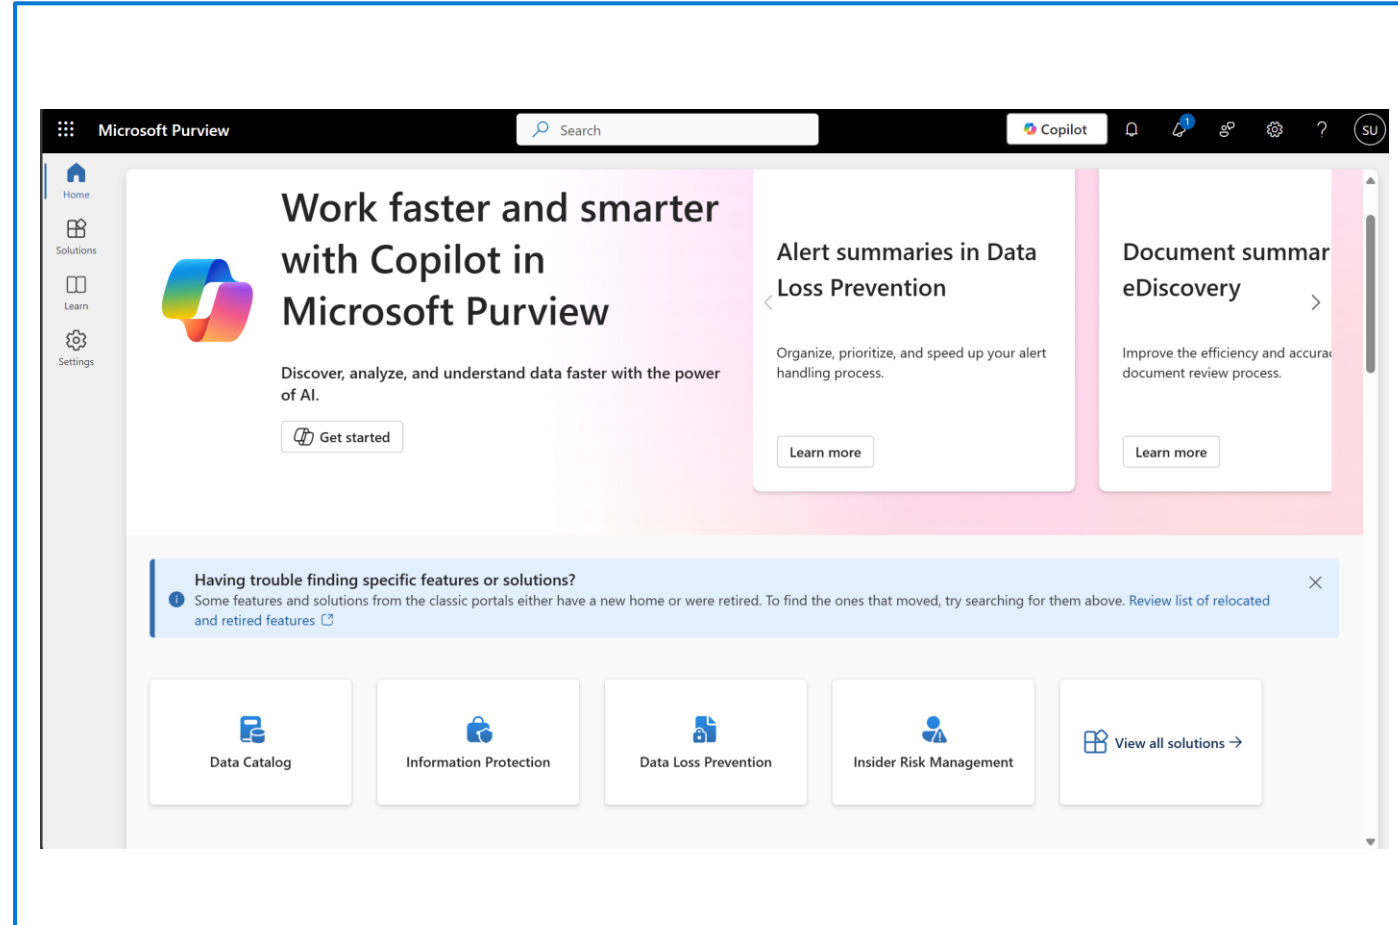 Microsoft Purview
Search
Copilot
1
?
SU
Home
Solutions
Learn
Settings
Work faster and smarter
with Copilot in
Microsoft Purview
Discover, analyze, and understand data faster with the power
of AI.
Get started
Alert summaries in Data
Loss Prevention
Organize, prioritize, and speed up your alert
handling process.
Learn more
Document summar
eDiscovery
Improve the efficiency and accurac
document review process.
Learn more
Having trouble finding specific features or solutions?
Some features and solutions from the classic portals either have a new home or were retired. To find the ones that moved, try searching for them above. Review list of relocated
and retired features
Data Catalog
Information Protection
Data Loss Prevention
Insider Risk Management
View all solutions →